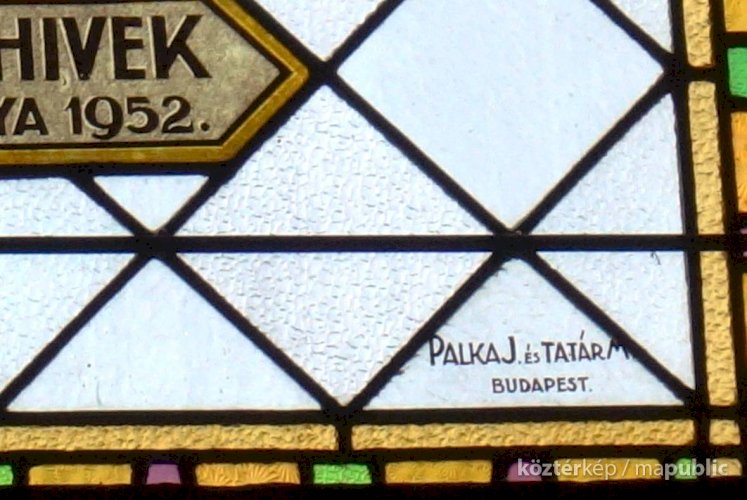 HIVEK
YA 1952.
PALKA J. ÉS TATÁR M.
BUDAPEST.
köztérkép / mapublic